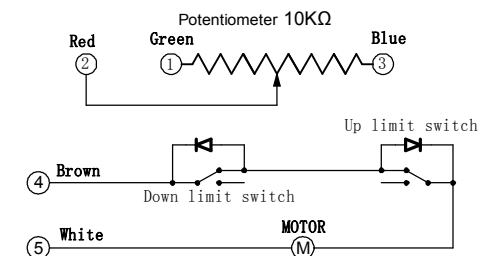 Potentiometer 10KΩ
Red Green Blue
2 1 3
Up limit switch
4 Brown
Down limit switch
5 White MOTOR
M